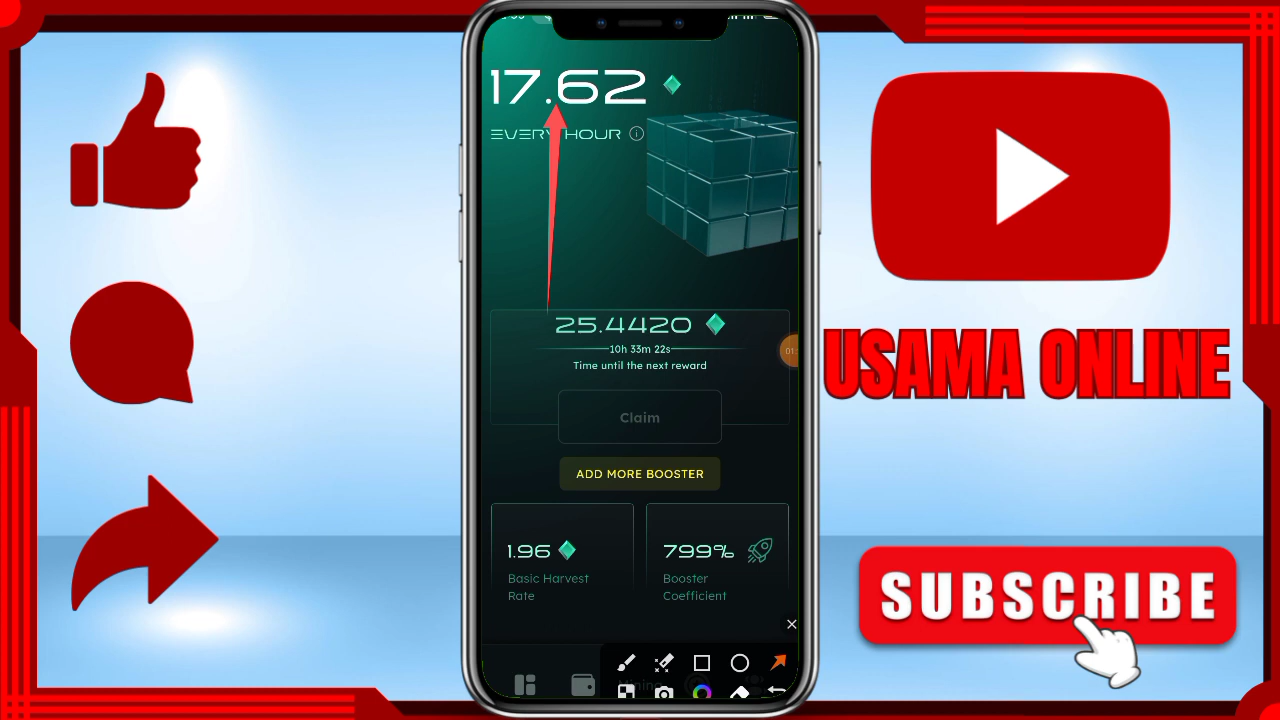 17.62
EVERY HOUR
25.4420
10h 33m 22s
Time until the next reward
Claim
ADD MORE BOOSTER
1.96
Basic Harvest
Rate
799%
Booster
Coefficient
Mining
USAMA ONLINE
SUBSCRIBE